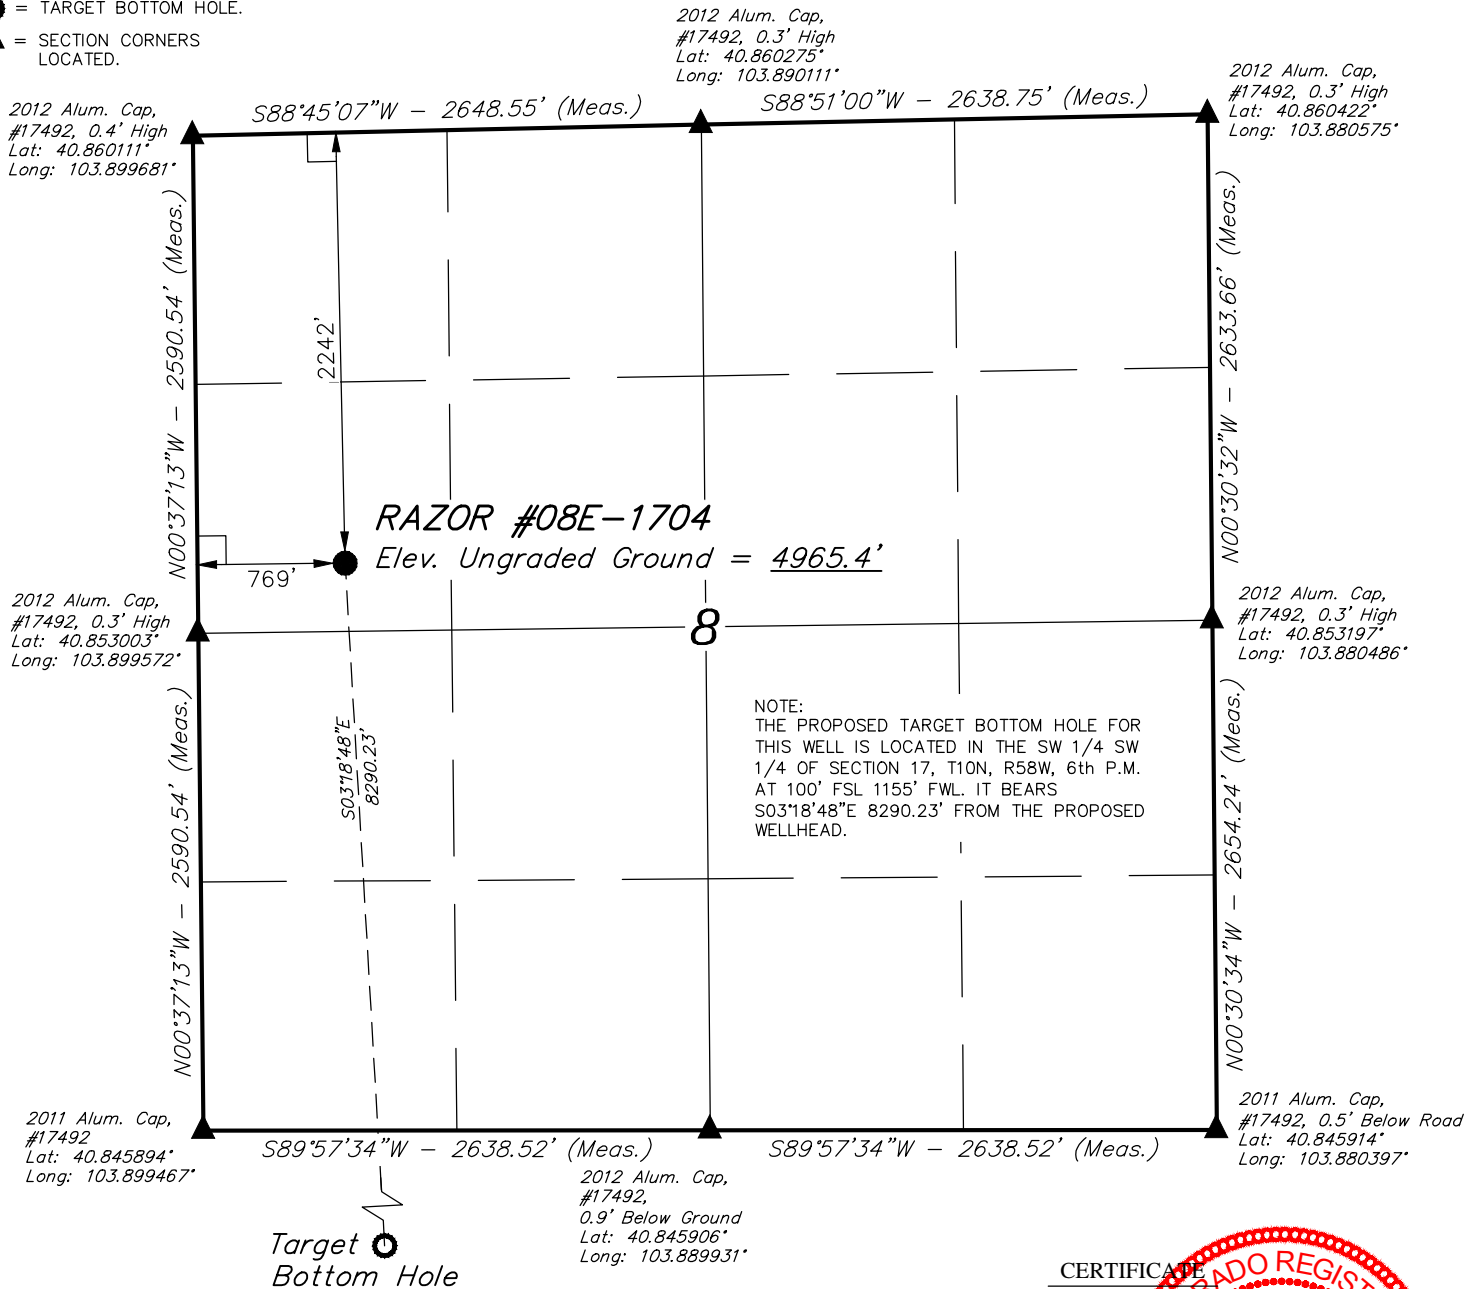 = TARGET BOTTOM HOLE.
= SECTION CORNERS
LOCATED.
2012 Alum. Cap,
#17492, 0.3' High
Lat: 40.860275°
Long: 103.890111°
2012 Alum. Cap,
#17492, 0.3' High
Lat: 40.860422°
Long: 103.880575°
2012 Alum. Cap,
#17492, 0.4' High
Lat: 40.860111°
Long: 103.899681°
S88°45'07"W - 2648.55' (Meas.)
S88°51'00"W - 2638.75' (Meas.)
N00°37'13"W - 2590.54' (Meas.)
2242'
N00°30'32"W - 2633.66' (Meas.)
RAZOR #08E-1704
Elev. Ungraded Ground = 4965.4'
769'
2012 Alum. Cap,
#17492, 0.3' High
Lat: 40.853003°
Long: 103.899572°
8
2012 Alum. Cap,
#17492, 0.3' High
Lat: 40.853197°
Long: 103.880486°
N00°37'13"W - 2590.54' (Meas.)
S03°18'48"E
8290.23'
NOTE:
THE PROPOSED TARGET BOTTOM HOLE FOR
THIS WELL IS LOCATED IN THE SW 1/4 SW
1/4 OF SECTION 17, T10N, R58W, 6th P.M.
AT 100' FSL 1155' FWL. IT BEARS
S03°18'48"E 8290.23' FROM THE PROPOSED
WELLHEAD.
N00°30'34"W - 2654.24' (Meas.)
2011 Alum. Cap,
#17492
Lat: 40.845894°
Long: 103.899467°
S89°57'34"W - 2638.52' (Meas.)
S89°57'34"W - 2638.52' (Meas.)
2011 Alum. Cap,
#17492, 0.5' Below Road
Lat: 40.845914°
Long: 103.880397°
2012 Alum. Cap,
#17492,
0.9' Below Ground
Lat: 40.845906°
Long: 103.889931°
Target
Bottom Hole
CERTIFICATE